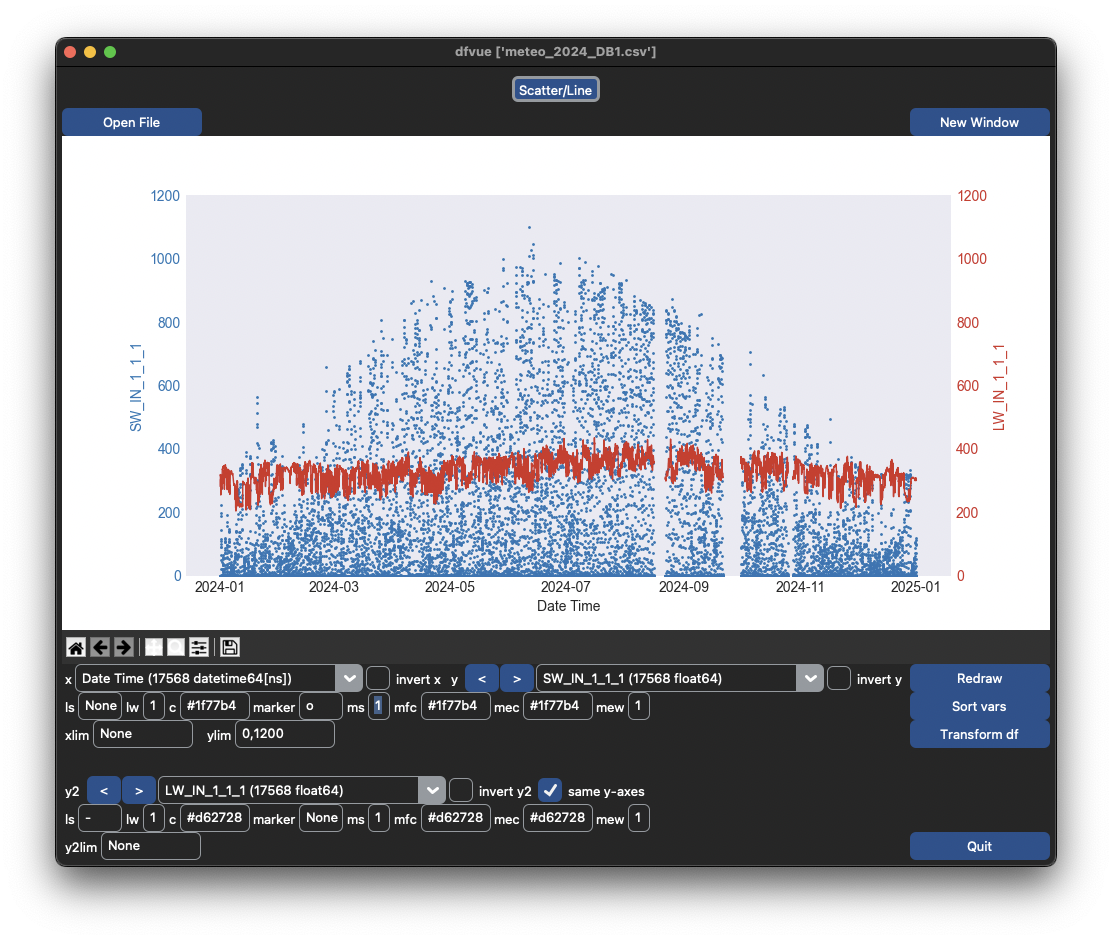 dfvue ['meteo_2024_DB1.csv']
Scatter/Line
Open File New Window
1200 1200
1000 1000
800 800
600 600
400 400
200 200
0 0
SW_IN_1_1_1
LW_IN_1_1_1
2024-01 2024-03 2024-05 2024-07 2024-09 2024-11 2025-01
Date Time
x Date Time (17568 datetime64[ns]) invert x y < > SW_IN_1_1_1 (17568 float64) invert y Redraw
ls None lw 1 c #1f77b4 marker o ms 1 mfc #1f77b4 mec #1f77b4 mew 1 Sort vars
xlim None ylim 0,1200 Transform df
y2 < > LW_IN_1_1_1 (17568 float64) invert y2 same y-axes
ls - lw 1 c #d62728 marker None ms 1 mfc #d62728 mec #d62728 mew 1
y2lim None Quit